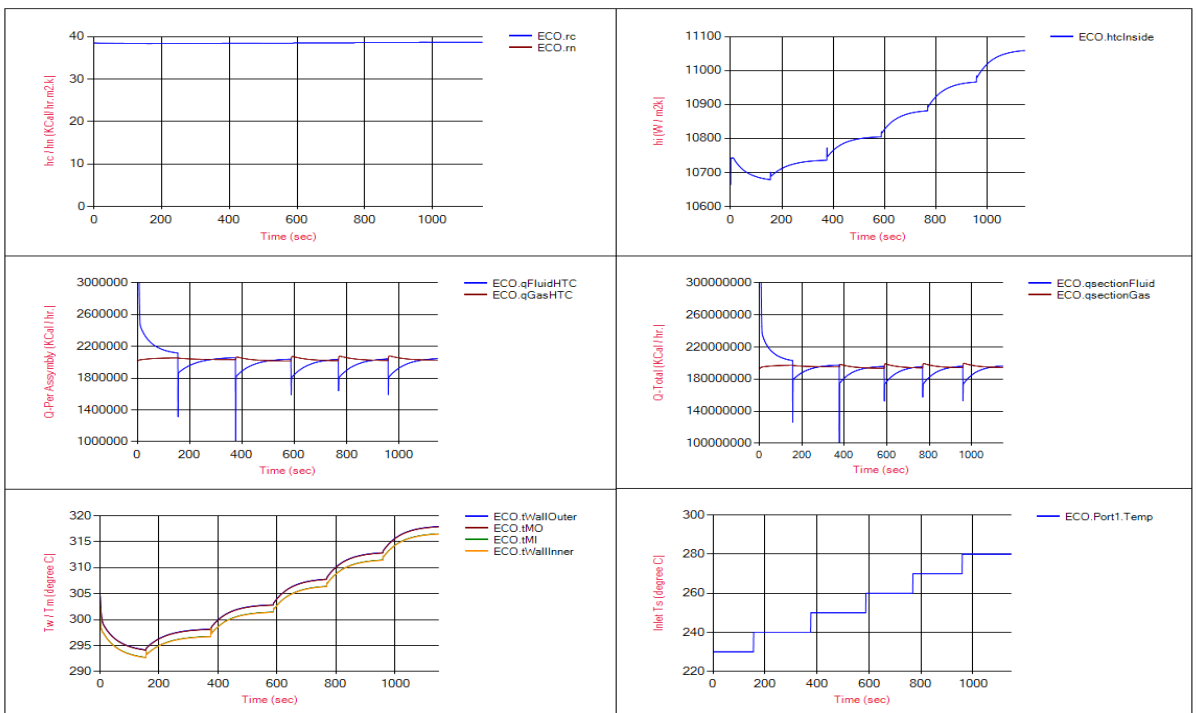 hc / hn (KCal/ hr.m2.k|
40
30
20
10
0
0 200 400 600 800 1000
Time (sec)
ECO.rc
ECO.rn
hi (W / m2k|
11100
11000
10900
10800
10700
10600
0 200 400 600 800 1000
Time (sec)
ECO.htcInside
Q-Per Assymbly (KCal / hr.|
3000000
2600000
2200000
1800000
1400000
1000000
0 200 400 600 800 1000
Time (sec)
ECO.qFluidHTC
ECO.qGasHTC
Q-Total (KCal / hr.|
300000000
260000000
220000000
180000000
140000000
100000000
0 200 400 600 800 1000
Time (sec)
ECO.qsectionFluid
ECO.qsectionGas
Tw / Tm (degree C|
320
315
310
305
300
295
290
0 200 400 600 800 1000
Time (sec)
ECO.tWallOuter
ECO.tMO
ECO.tMI
ECO.tWallInner
Inlet Ts (degree C|
300
280
260
240
220
0 200 400 600 800 1000
Time (sec)
ECO.Port1.Temp